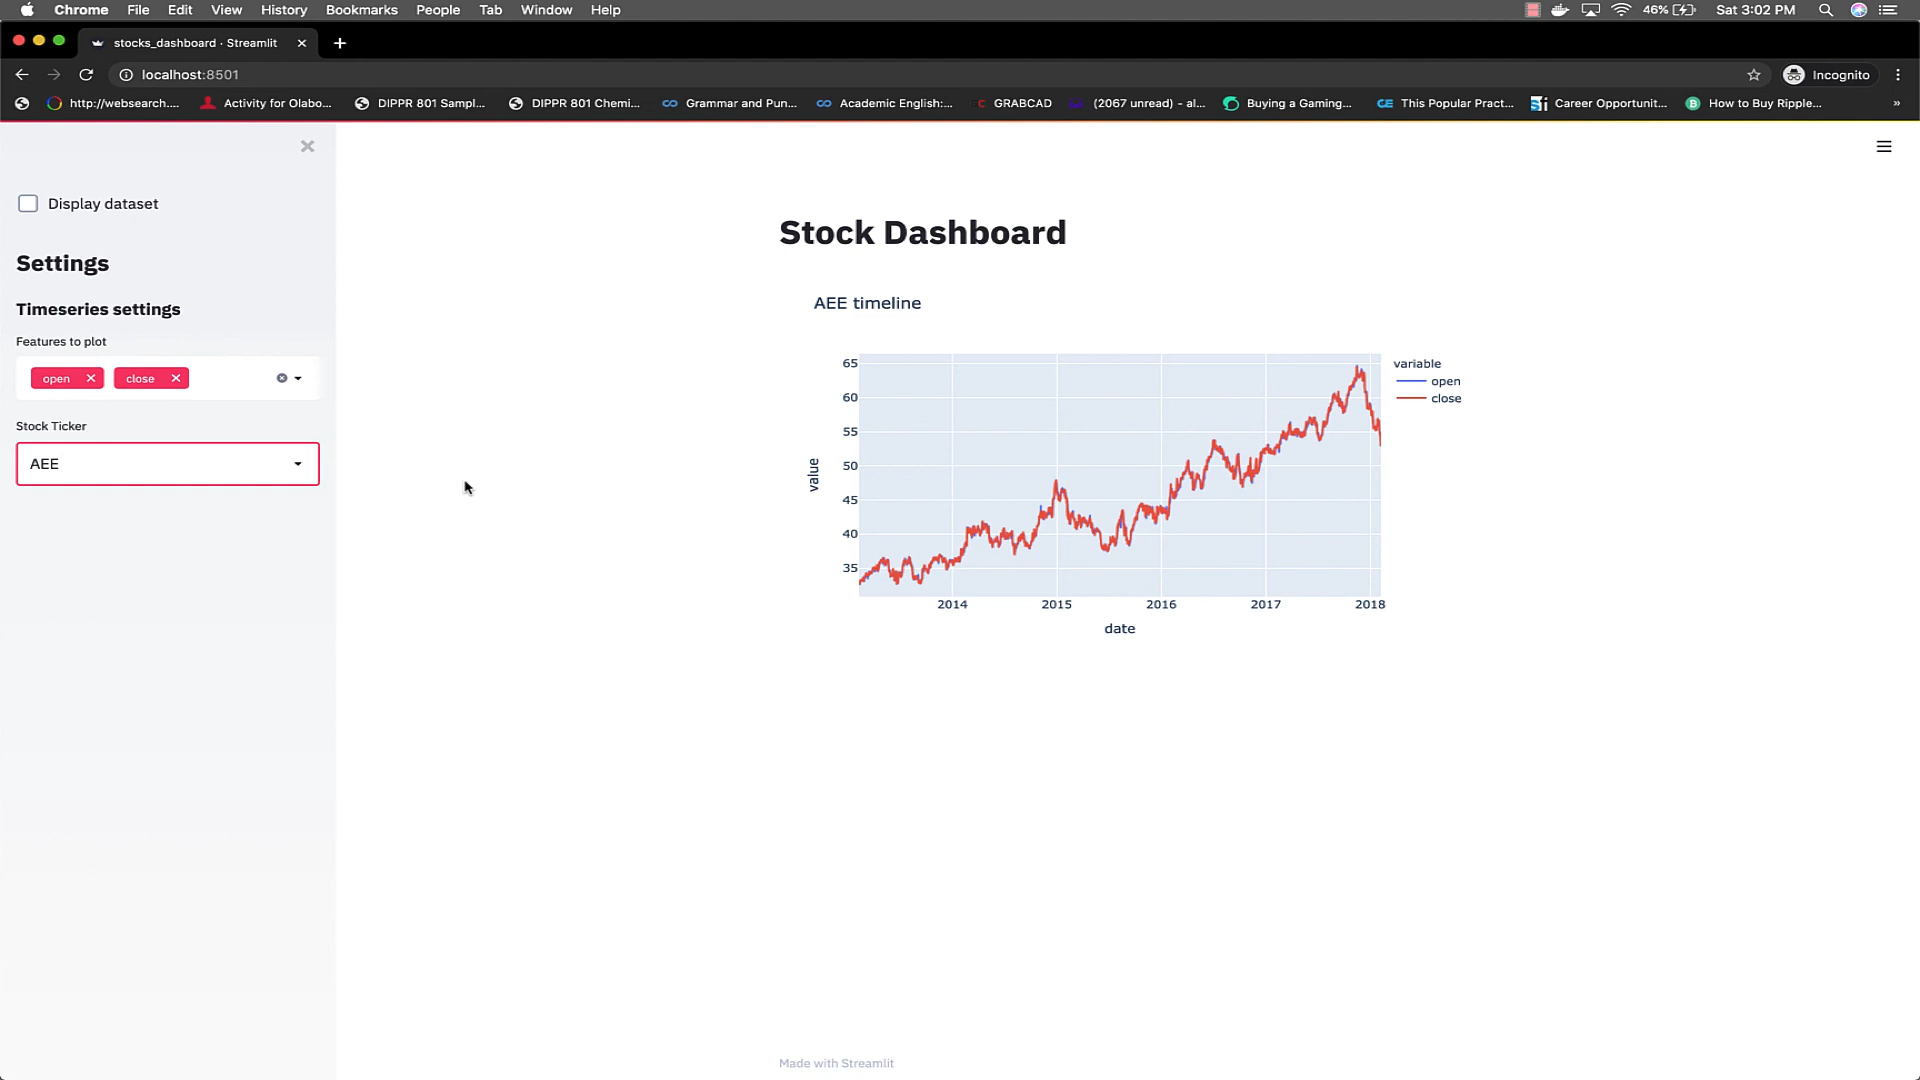 Chrome File Edit View History Bookmarks People Tab Window Help 46% Sat 3:02 PM
stocks_dashboard · Streamlit
localhost:8501 Incognito
http://websearch.... Activity for Olabo... DIPPR 801 Sampl... DIPPR 801 Chemi... Grammar and Pun... Academic English:... GRABCAD (2067 unread) - al... Buying a Gaming... This Popular Pract... Career Opportunit... How to Buy Ripple... »
Display dataset
Settings
Timeseries settings
Features to plot
open close
Stock Ticker
AEE
Stock Dashboard
AEE timeline
65
60
55
50
45
40
35
value
2014 2015 2016 2017 2018
date
variable
open
close
Made with Streamlit